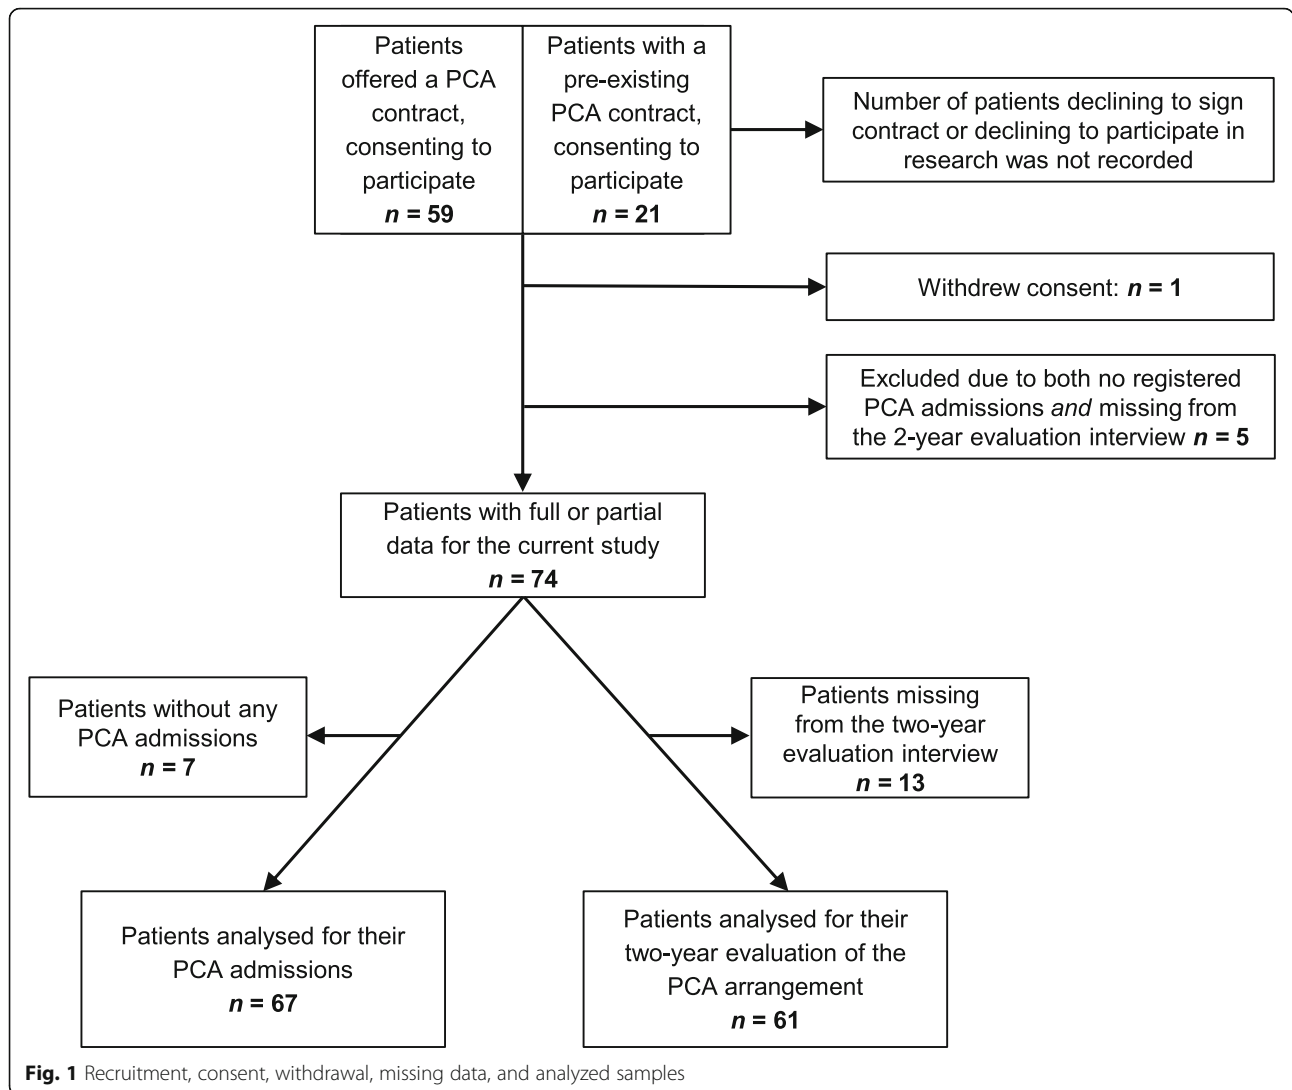 Patients
offered a PCA
contract,
consenting to
participate
n = 59
Patients with a
pre-existing
PCA contract,
consenting to
participate
n = 21
Number of patients declining to sign
contract or declining to participate in
research was not recorded
Withdrew consent: n = 1
Excluded due to both no registered
PCA admissions and missing from
the 2-year evaluation interview n = 5
Patients with full or partial
data for the current study
n = 74
Patients without any
PCA admissions
n = 7
Patients missing
from the two-year
evaluation interview
n = 13
Patients analysed for their
PCA admissions
n = 67
Patients analysed for their
two-year evaluation of the
PCA arrangement
n = 61
Fig. 1 Recruitment, consent, withdrawal, missing data, and analyzed samples